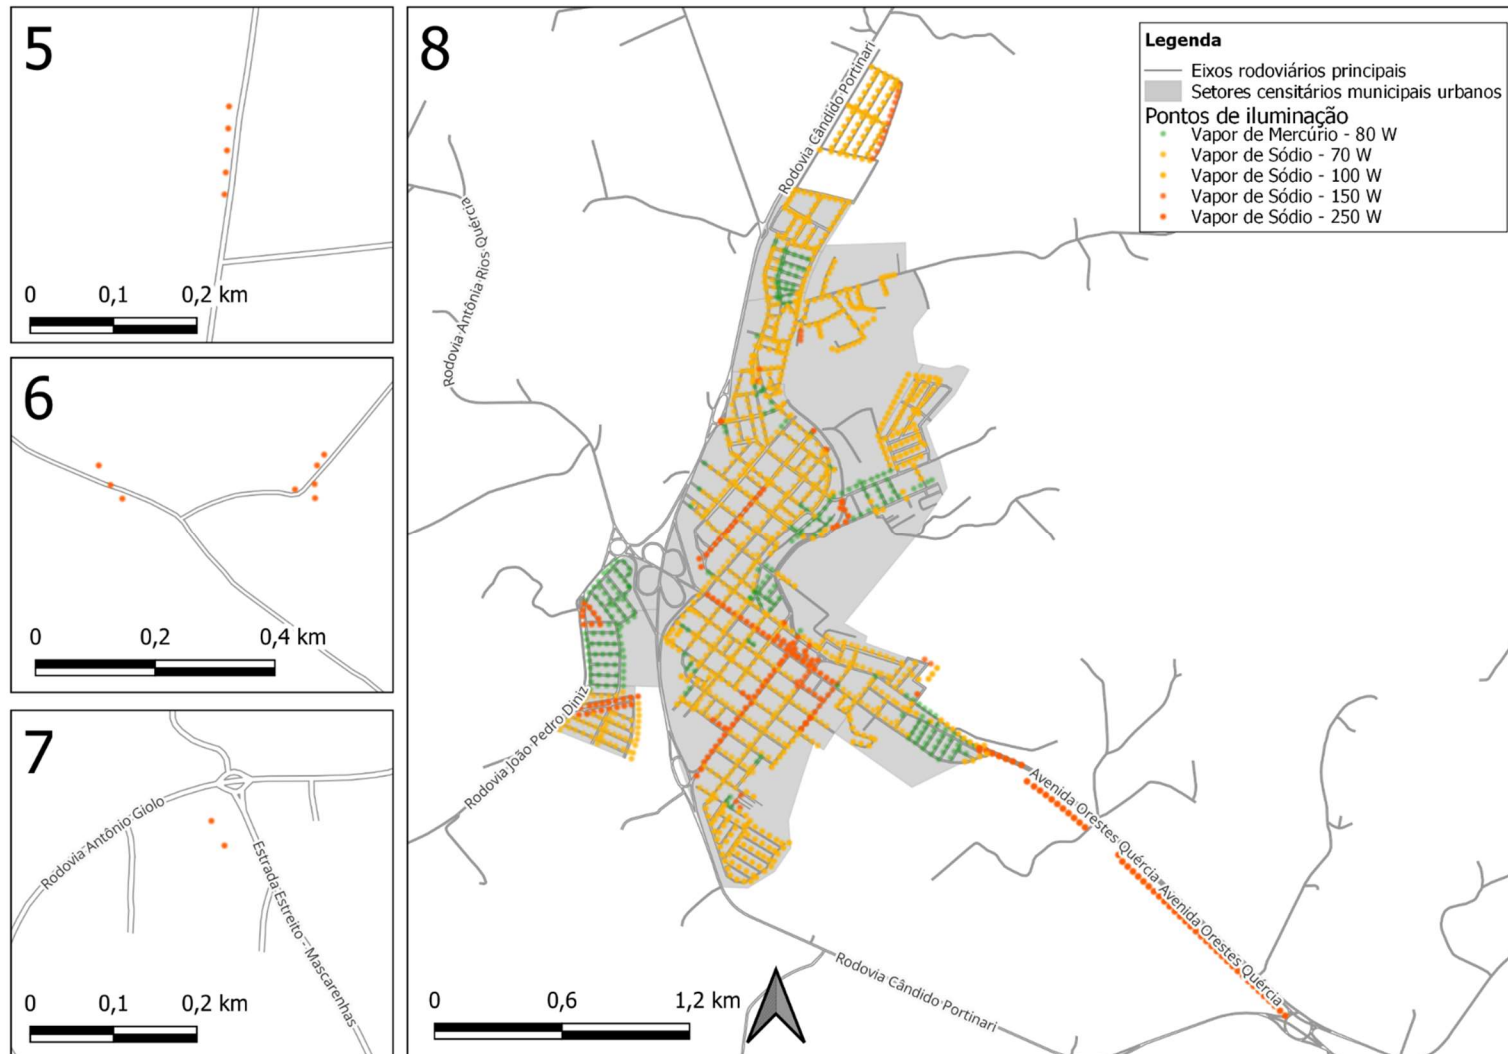 5
0 0,1 0,2 km
6
0 0,2 0,4 km
7
Rodovia Antônio Giolo
Estrada Estreito - Mascarenhas
0 0,1 0,2 km
8
Rodovia Cândido Portinari
Rodovia Antônia Rios Quércia
Rodovia João Pedro Diniz
Avenida Orestes Quércia
Avenida Orestes Quércia
Rodovia Cândido Portinari
0 0,6 1,2 km
Legenda
Eixos rodoviários principais
Setores censitários municipais urbanos
Pontos de iluminação
Vapor de Mercúrio - 80 W
Vapor de Sódio - 70 W
Vapor de Sódio - 100 W
Vapor de Sódio - 150 W
Vapor de Sódio - 250 W